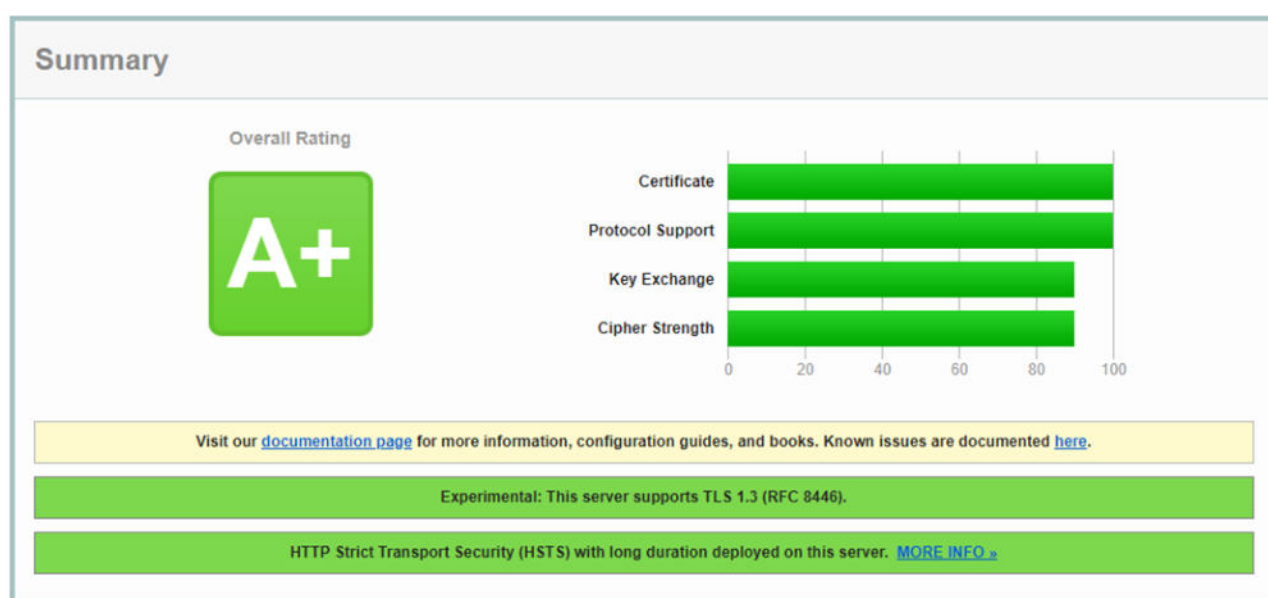 Summary
Overall Rating
A+
Certificate
Protocol Support
Key Exchange
Cipher Strength
0 20 40 60 80 100
Visit our documentation page for more information, configuration guides, and books. Known issues are documented here.
Experimental: This server supports TLS 1.3 (RFC 8446).
HTTP Strict Transport Security (HSTS) with long duration deployed on this server. MORE INFO »